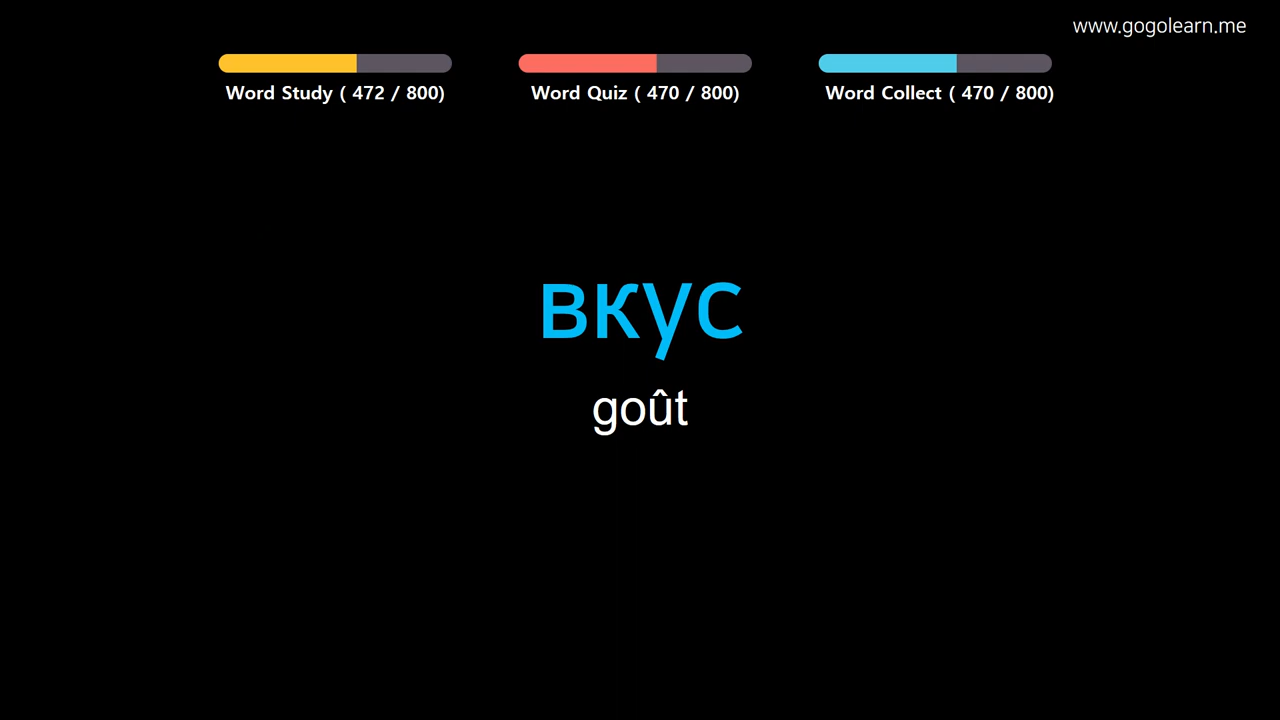 www.gogolearn.me
Word Study ( 472 / 800)
Word Quiz ( 470 / 800)
Word Collect ( 470 / 800)
вкус
goût